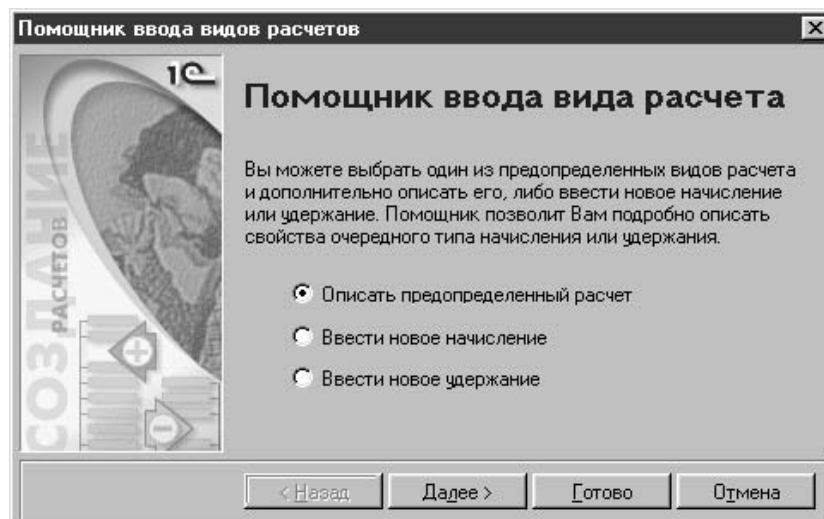 Помощник ввода видов расчетов
1С
Помощник ввода вида расчета
Вы можете выбрать один из предопределенных видов расчета
и дополнительно описать его, либо ввести новое начисление
или удержание. Помощник позволит Вам подробно описать
свойства очередного типа начисления или удержания.
СОЗДАНИЕ
РАСЧЕТОВ
Описать предопределенный расчет
Ввести новое начисление
Ввести новое удержание
< Назад
Далее >
Готово
Отмена